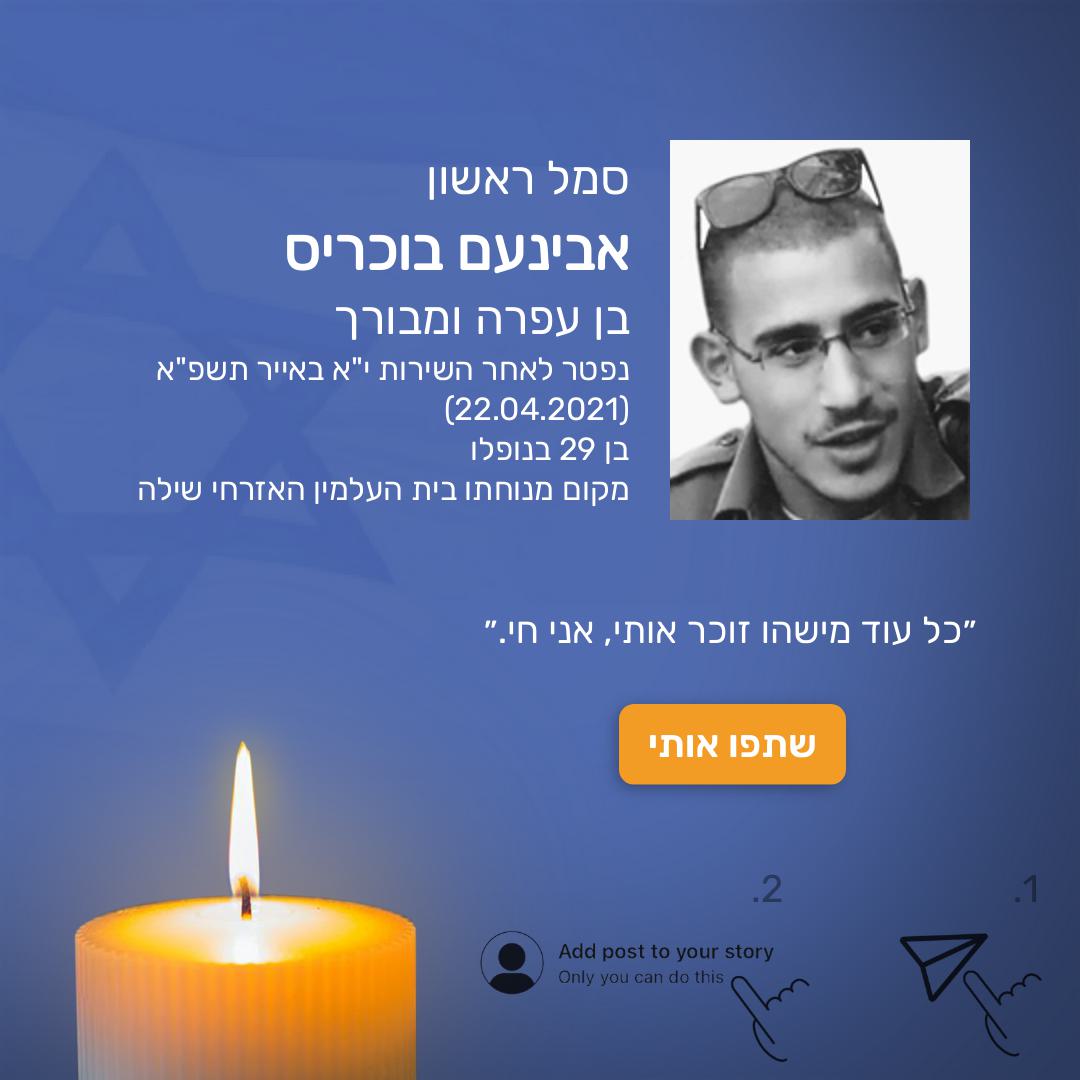 סמל ראשון
אבינעם בוכריס
בן עפרה ומבורך
נפטר לאחר השירות י"א באייר תשפ"א
(22.04.2021)
בן 29 בנופלו
מקום מנוחתו בית העלמין האזרחי שילה
״כל עוד מישהו זוכר אותי, אני חי.״
שתפו אותי
.1
.2
Add post to your story
Only you can do this